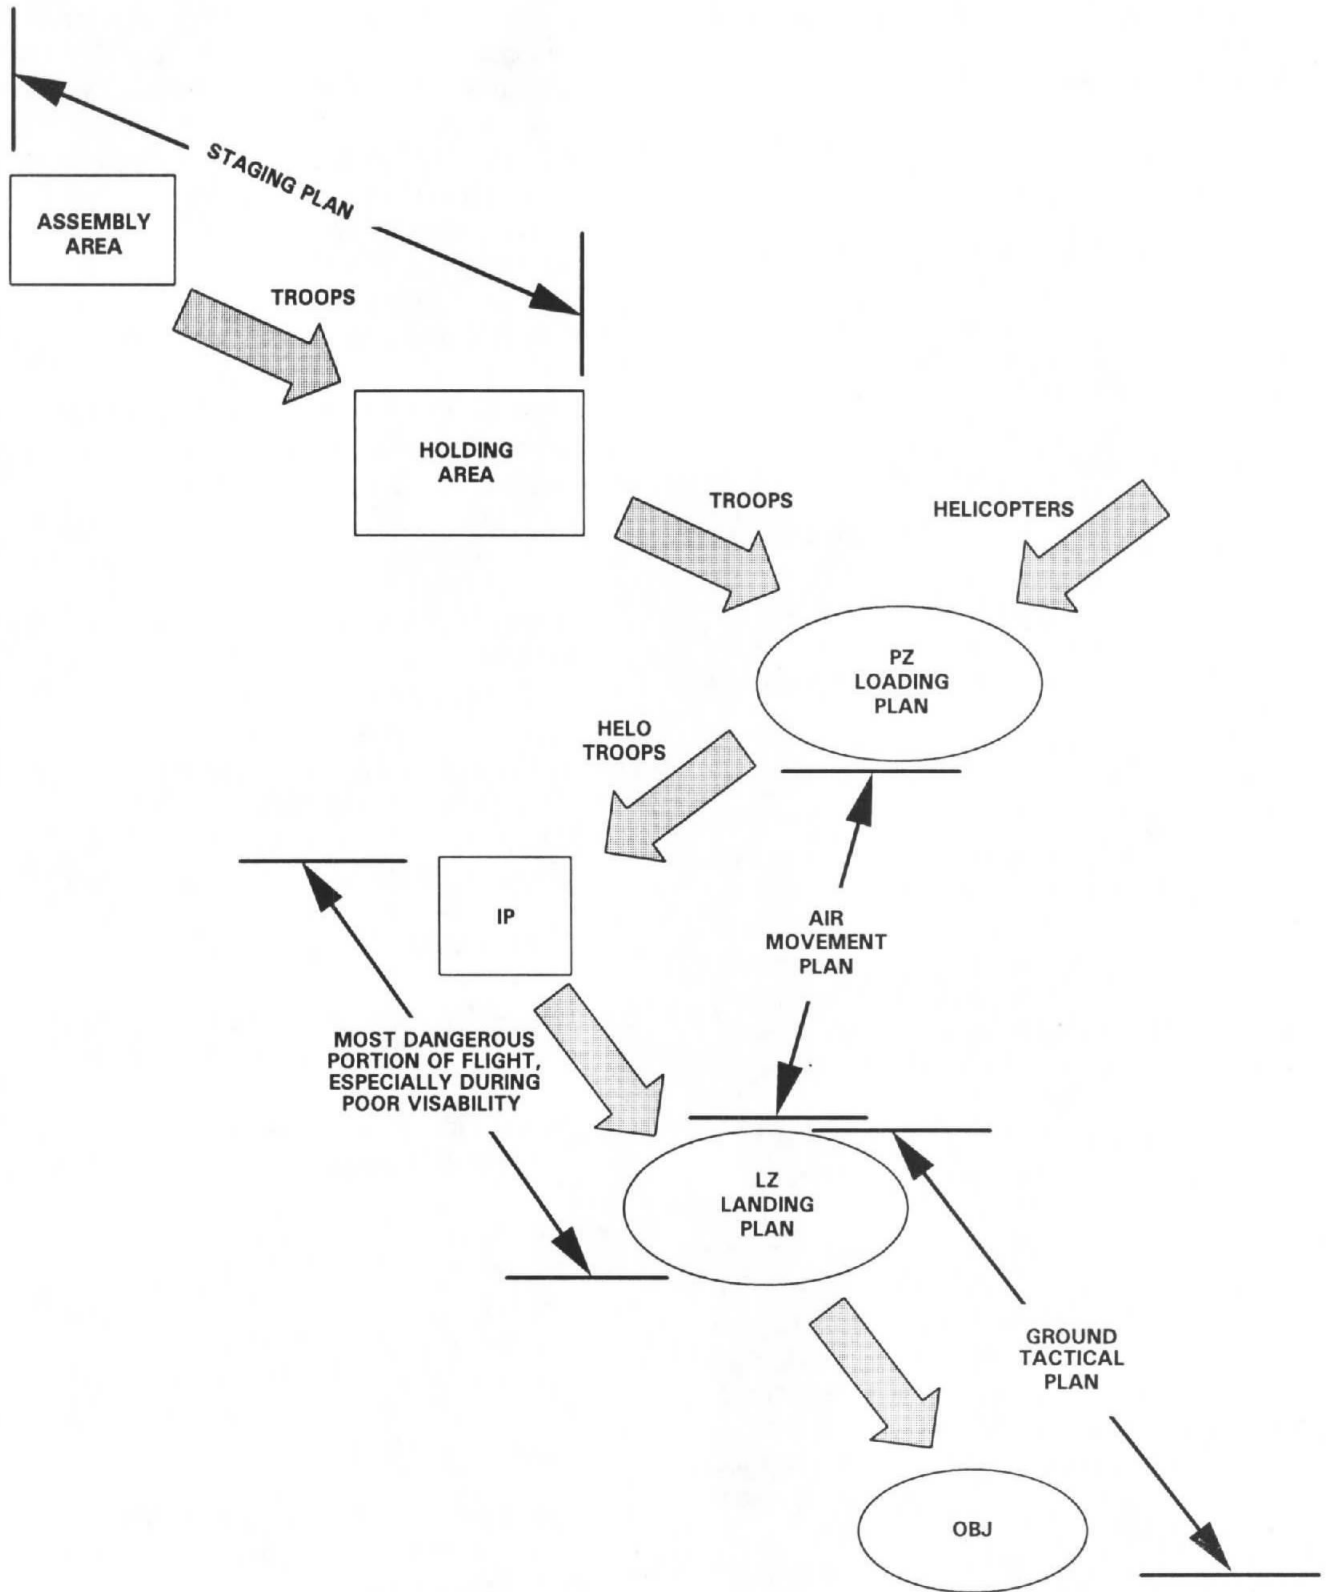 STAGING PLAN
ASSEMBLY
AREA
TROOPS
HOLDING
AREA
TROOPS
HELICOPTERS
PZ
LOADING
PLAN
HELO
TROOPS
IP
AIR
MOVEMENT
PLAN
MOST DANGEROUS
PORTION OF FLIGHT,
ESPECIALLY DURING
POOR VISABILITY
LZ
LANDING
PLAN
GROUND
TACTICAL
PLAN
OBJ